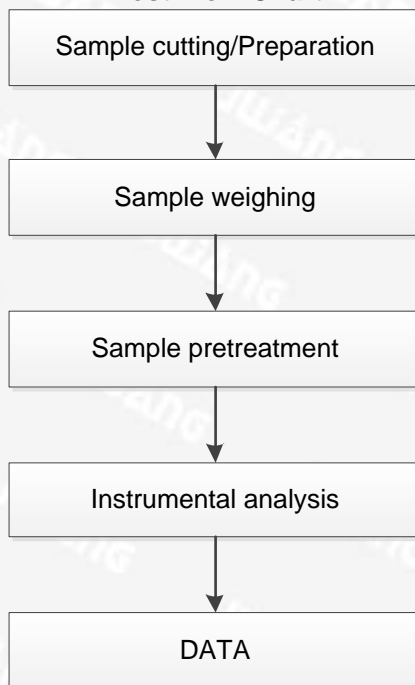 Sample cutting/Preparation
Sample weighing
Sample pretreatment
Instrumental analysis
DATA